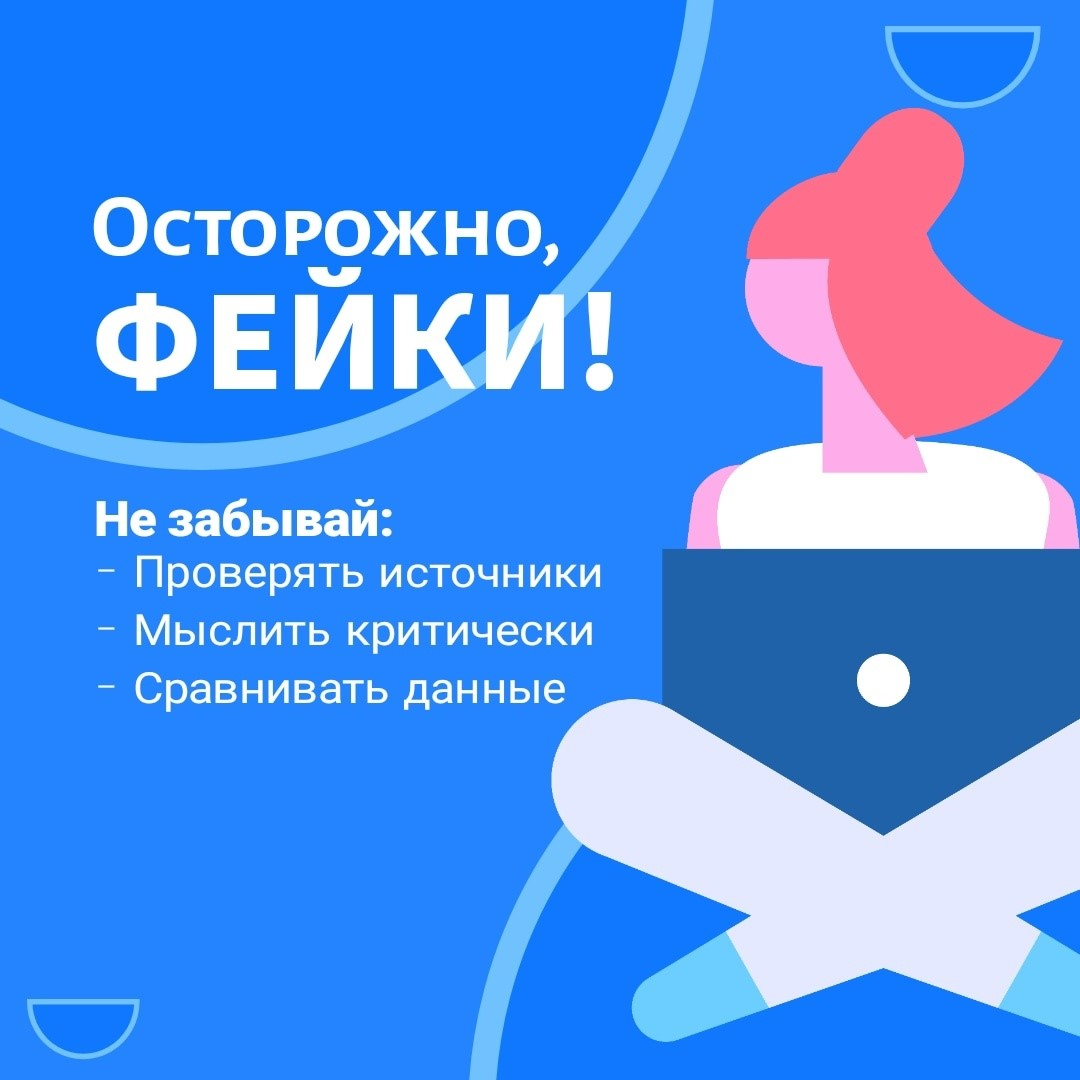 Осторожно,
ФЕЙКИ!
Не забывай:
– Проверять источники
– Мыслить критически
– Сравнивать данные